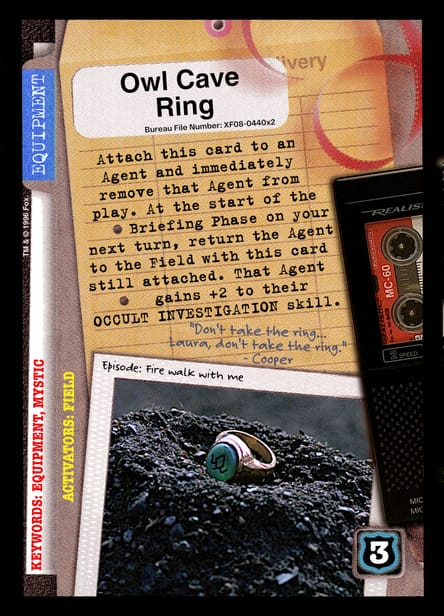 livery
Owl Cave
Ring
Bureau File Number: XF08-0440x2
EQUIPMENT
Attach this card to an
Agent and immediately
remove that Agent from
play. At the start of the
Briefing Phase on your
next turn, return the Agent
to the Field with this card
still attached. That Agent
gains +2 to their
OCCULT INVESTIGATION skill.
"Don't take the ring...
Laura, don't take the ring."
- Cooper
Episode: Fire walk with me
TM & © 1996 Fox.
KEYWORDS: EQUIPMENT, MYSTIC
ACTIVATORS: FIELD
REALIS
MC-60
2 SPEED
MIC
MIC
3